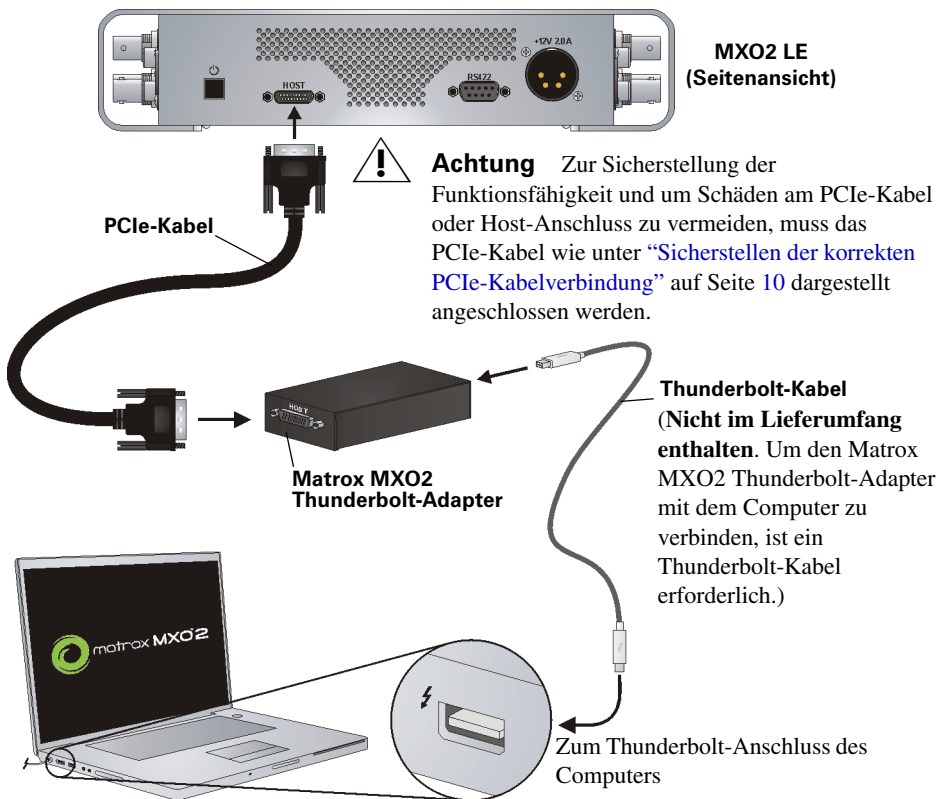 +12V 2.0A
HOST
RS422
MXO2 LE
(Seitenansicht)
Achtung Zur Sicherstellung der
Funktionsfähigkeit und um Schäden am PCIe-Kabel
oder Host-Anschluss zu vermeiden, muss das
PCIe-Kabel wie unter “Sicherstellen der korrekten
PCIe-Kabelverbindung” auf Seite 10 dargestellt
angeschlossen werden.
PCIe-Kabel
HOST
Matrox MXO2
Thunderbolt-Adapter
Thunderbolt-Kabel
(Nicht im Lieferumfang
enthalten. Um den Matrox
MXO2 Thunderbolt-Adapter
mit dem Computer zu
verbinden, ist ein
Thunderbolt-Kabel
erforderlich.)
matrox MXO2
Zum Thunderbolt-Anschluss des
Computers